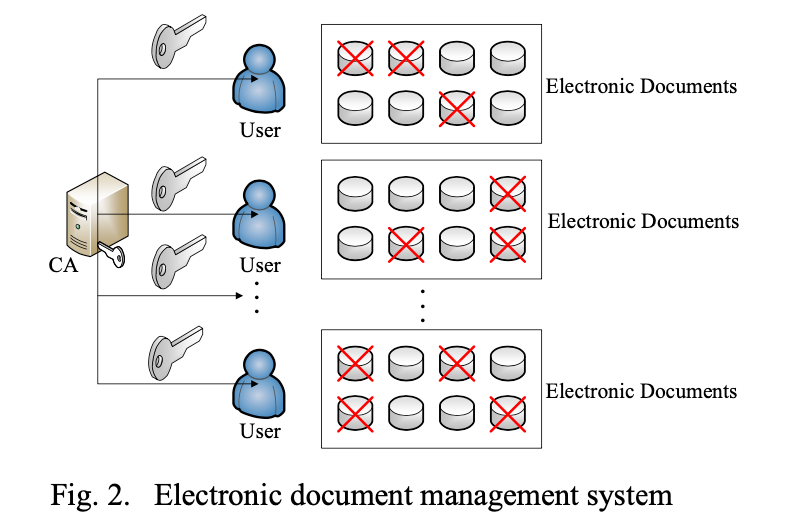 User
Electronic Documents
CA
User
Electronic Documents
User
Electronic Documents
Fig. 2. Electronic document management system